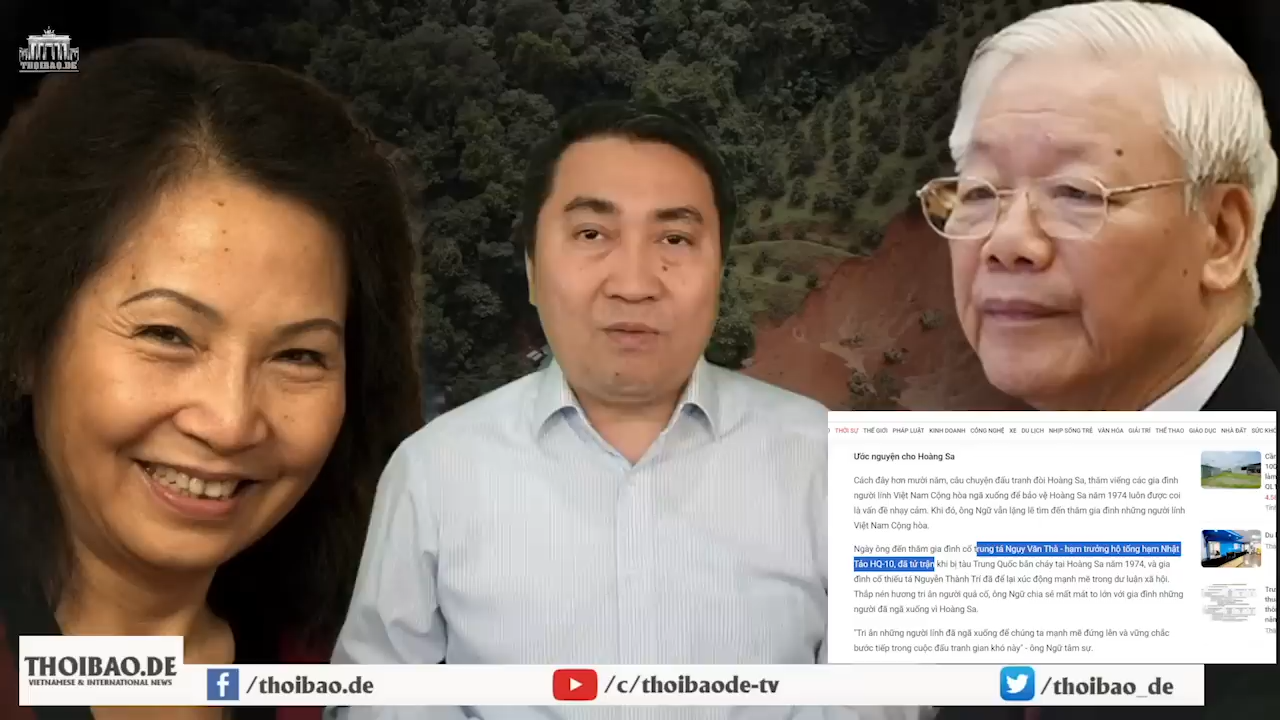 THOIBAO.DE
THỜI SỰ THẾ GIỚI PHÁP LUẬT KINH DOANH CÔNG NGHỆ XE DU LỊCH NHỊP SỐNG TRẺ VĂN HÓA GIẢI TRÍ THỂ THAO GIÁO DỤC NHÀ ĐẤT SỨC KHỎ
Ước nguyện cho Hoàng Sa
Cách đây hơn mười năm, câu chuyện đấu tranh đòi Hoàng Sa, thăm viếng các gia đình
người lính Việt Nam Cộng hòa ngã xuống để bảo vệ Hoàng Sa năm 1974 luôn được coi
là vấn đề nhạy cảm. Khi đó, ông Ngữ vẫn lặng lẽ tìm đến thăm gia đình những người lính
Việt Nam Cộng hòa.
Ngày ông đến thăm gia đình cố trung tá Ngụy Văn Thà - hạm trưởng hộ tống hạm Nhật
Tảo HQ-10, đã tử trận khi bị tàu Trung Quốc bắn cháy tại Hoàng Sa năm 1974, và gia
đình cố thiếu tá Nguyễn Thành Trí đã để lại xúc động mạnh mẽ trong dư luận xã hội.
Thắp nén hương tri ân người quá cố, ông Ngữ chia sẻ mất mát to lớn với gia đình những
người đã ngã xuống vì Hoàng Sa.
"Tri ân những người lính đã ngã xuống để chúng ta mạnh mẽ đứng lên và vững chắc
bước tiếp trong cuộc đấu tranh gian khó này" - ông Ngữ tâm sự.
THOIBAO.DE
VIETNAMESE & INTERNATIONAL NEWS
/thoibao.de
/c/thoibaode-tv
/thoibao_de